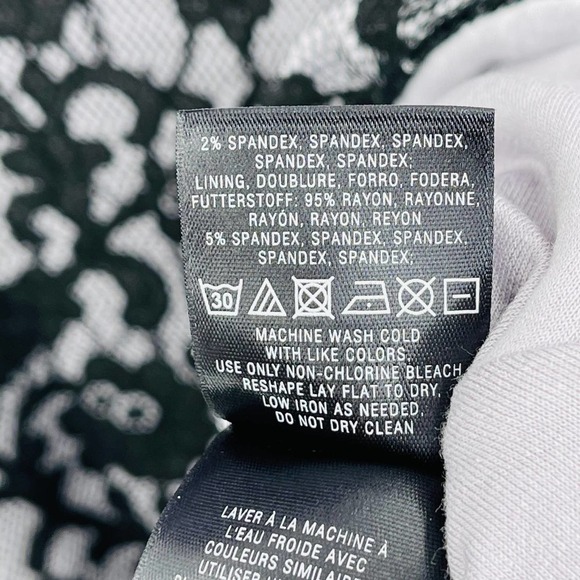 2% SPANDEX, SPANDEX, SPANDEX,
SPANDEX, SPANDEX;
LINING, DOUBLURE, FORRO, FODERA,
FUTTERSTOFF: 95% RAYON, RAYONNE,
RAYÓN, RAYON, REYON
5% SPANDEX, SPANDEX, SPANDEX,
SPANDEX, SPANDEX;
30
MACHINE WASH COLD
WITH LIKE COLORS.
USE ONLY NON-CHLORINE BLEACH.
RESHAPE LAY FLAT TO DRY.
LOW IRON AS NEEDED.
DO NOT DRY CLEAN
LAVER À LA MACHINE À
L'EAU FROIDE AVEC
COULEURS SIMILAIRES